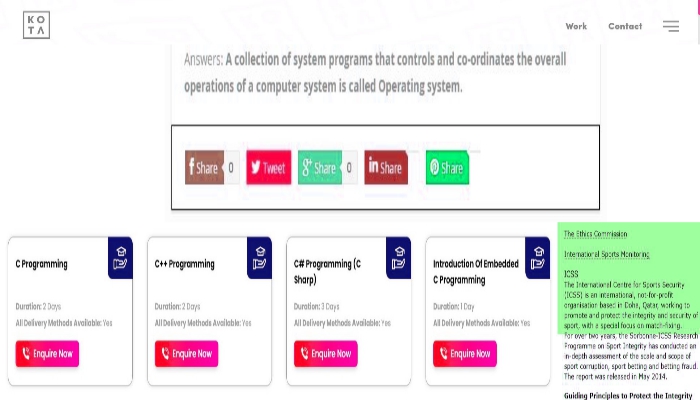 KO
TA
Work
Contact
Answers: A collection of system programs that controls and co-ordinates the overall
operations of a computer system is called Operating system.
f Share 0
Tweet
g+ Share 0
in Share
Share
C Programming
Duration: 2 Days
All Delivery Methods Available: Yes
Enquire Now
C++ Programming
Duration: 2 Days
All Delivery Methods Available: Yes
Enquire Now
C# Programming (C
Sharp)
Duration: 3 Days
All Delivery Methods Available: Yes
Enquire Now
Introduction Of Embedded
C Programming
Duration: 1 Day
All Delivery Methods Available: Yes
Enquire Now
The Ethics Commission
International Sports Monitoring
ICSS
The International Centre for Sports Security
(ICSS) is an international, not-for-profit
organisation based in Doha, Qatar, working to
promote and protect the integrity and security of
sport, with a special focus on match-fixing.
For over two years, the Sorbonne-ICSS Research
Programme on Sport Integrity has conducted an
in-depth assessment of the scale and scope of
sport corruption, sport betting and betting fraud.
The report was released in May 2014.
Guiding Principles to Protect the Integrity